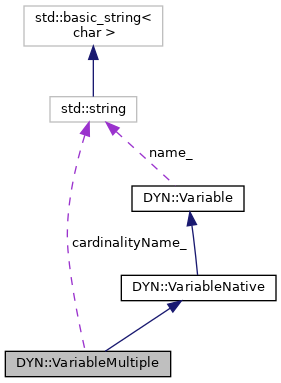 std::basic_string<
char >
std::string
name_
DYN::Variable
cardinalityName_
DYN::VariableNative
DYN::VariableMultiple